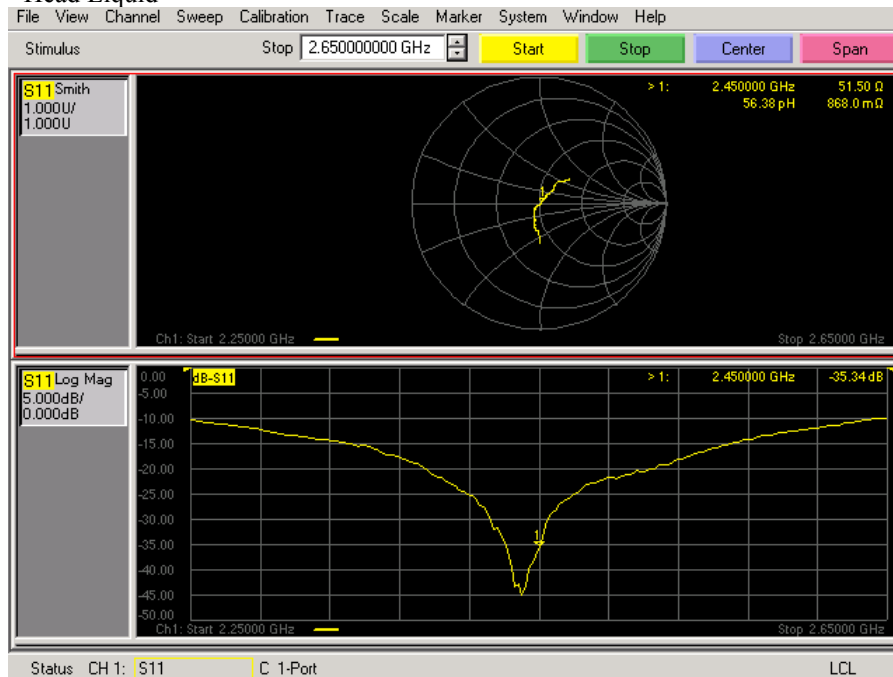 Head Liquid
File View Channel Sweep Calibration Trace Scale Marker System Window Help
Stimulus Stop 2.650000000 GHz Start Stop Center Span
S11 Smith
1.000U/
1.000U
> 1: 2.450000 GHz 51.50 Ω
56.38 pH 868.0 mΩ
1
Ch1: Start 2.25000 GHz Stop 2.65000 GHz
S11 Log Mag
5.000dB/
0.000dB
dB-S11
> 1: 2.450000 GHz -35.34 dB
0.00
-5.00
-10.00
-15.00
-20.00
-25.00
-30.00
-35.00
-40.00
-45.00
-50.00
1
Ch1: Start 2.25000 GHz Stop 2.65000 GHz
Status CH 1: S11 C 1-Port LCL